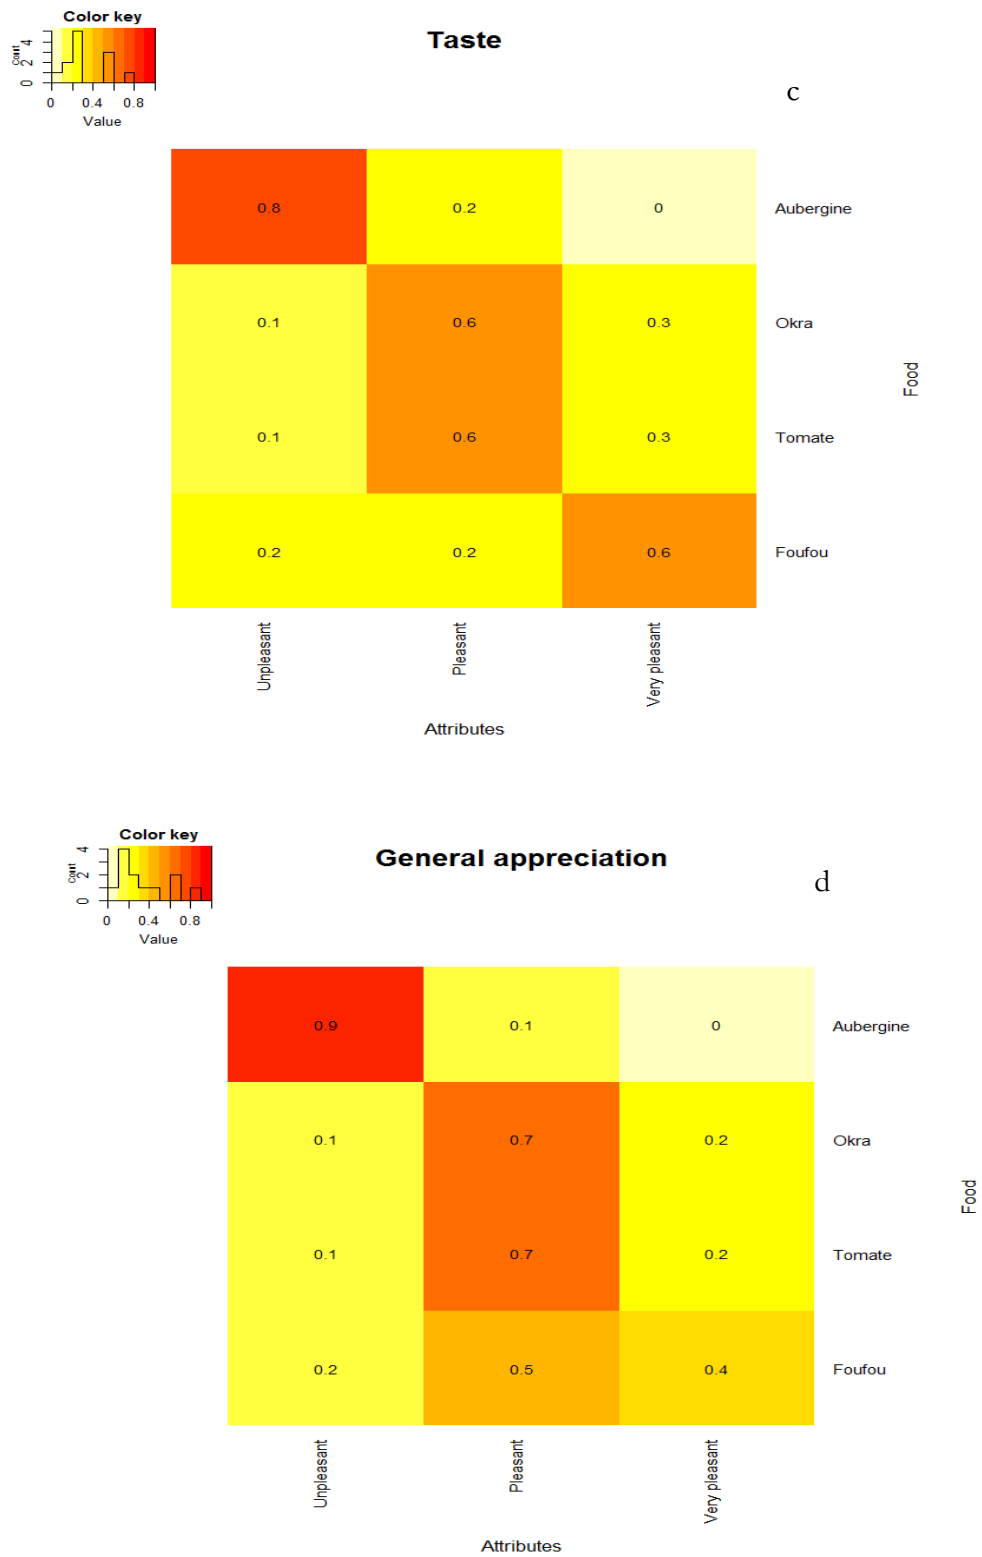 Color key
Taste
c
Count
0 2 4
0 0.4 0.8
Value
0.8 0.2 0 Aubergine
0.1 0.6 0.3 Okra
Food
0.1 0.6 0.3 Tomate
0.2 0.2 0.6 Foufou
Unpleasant Pleasant Very pleasant
Attributes
Color key
General appreciation
d
Count
0 2 4
0 0.4 0.8
Value
0.9 0.1 0 Aubergine
0.1 0.7 0.2 Okra
Food
0.1 0.7 0.2 Tomate
0.2 0.5 0.4 Foufou
Unpleasant Pleasant Very pleasant
Attributes